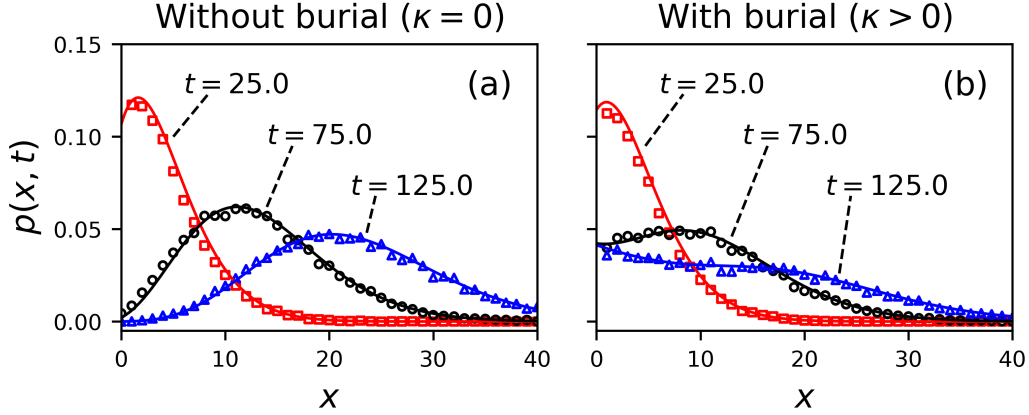 Without burial (κ = 0)
With burial (κ > 0)
0.15
0.10
0.05
0.00
p(x, t)
(a)
t = 25.0
t = 75.0
t = 125.0
0 10 20 30 40
x
(b)
t = 25.0
t = 75.0
t = 125.0
0 10 20 30 40
x